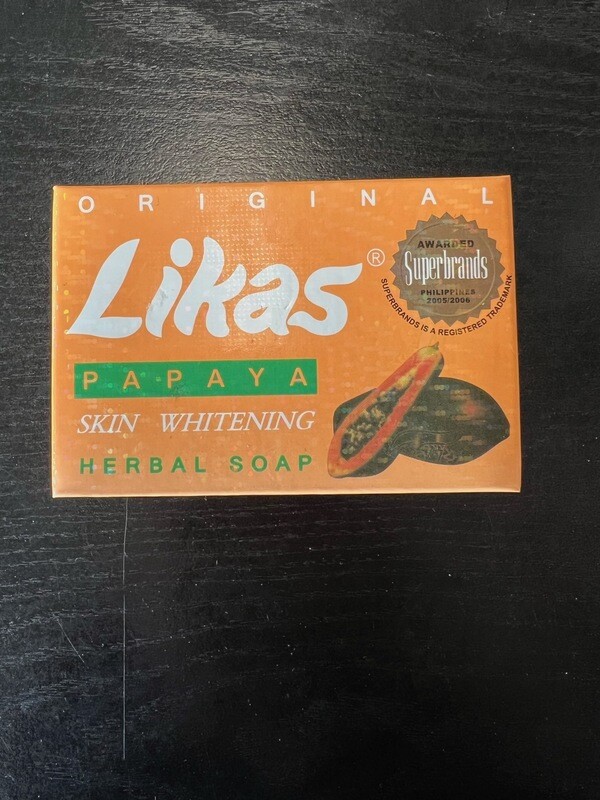 ORIGINAL
Likas®
PAPAYA
SKIN WHITENING
HERBAL SOAP
AWARDED
Superbrands
PHILIPPINES
2005/2006
SUPERBRANDS IS A REGISTERED TRADEMARK